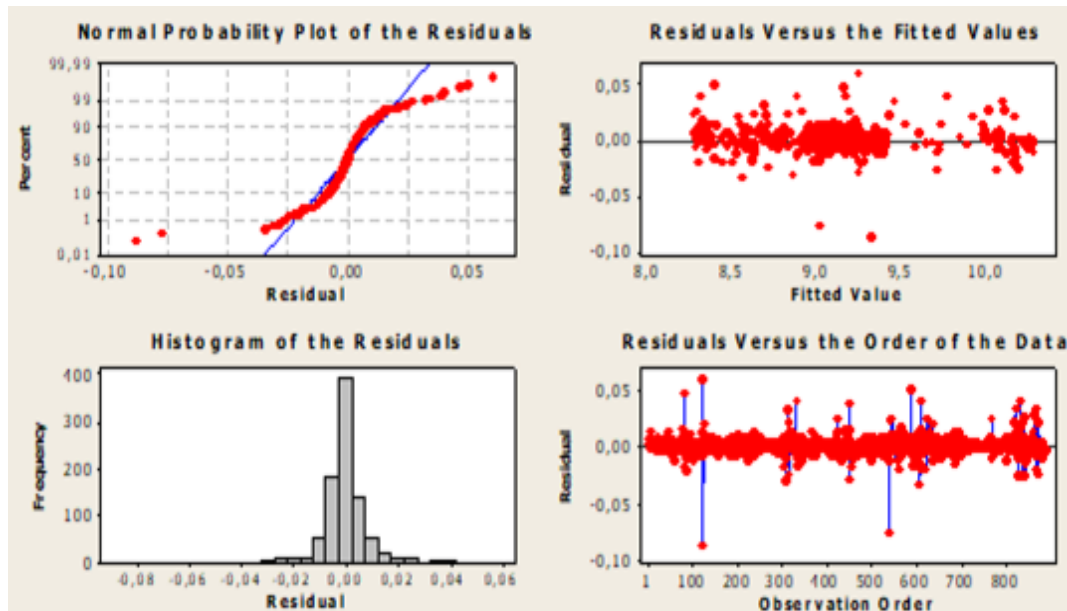 Normal Probability Plot of the Residuals
99,99
99
90
50
10
1
0,01
Per cent
-0,10 -0,05 0,00 0,05
Residual
Residuals Versus the Fitted Values
0,05
0,00
-0,05
-0,10
Residual
8,0 8,5 9,0 9,5 10,0
Fitted Value
Histogram of the Residuals
400
300
200
100
0
Frequency
-0,08 -0,06 -0,04 -0,02 0,00 0,02 0,04 0,06
Residual
Residuals Versus the Order of the Data
0,05
0,00
-0,05
-0,10
Residual
1 100 200 300 400 500 600 700 800
Observation Order